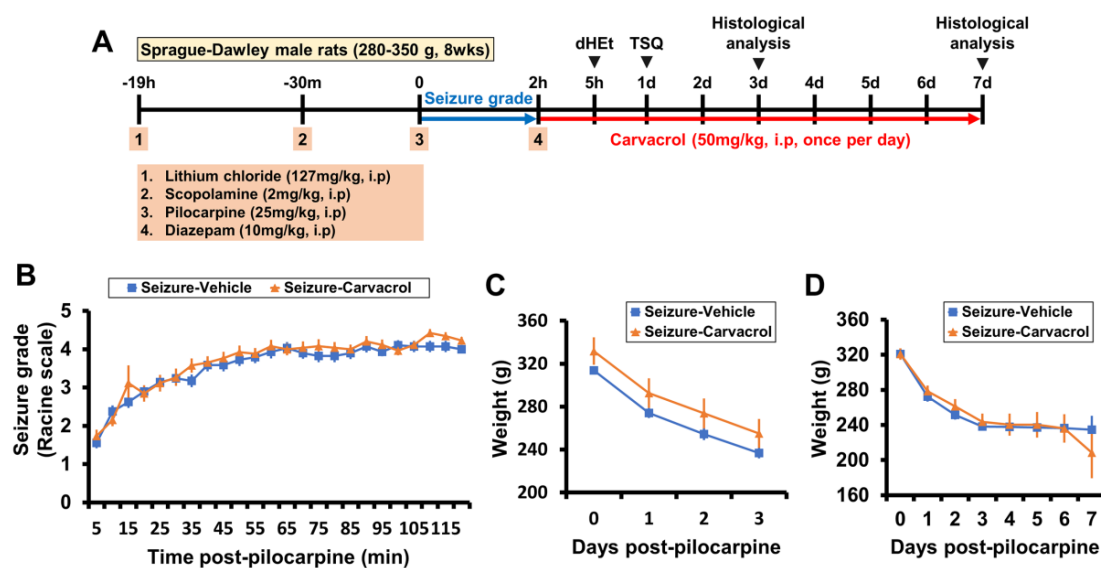 A
Sprague-Dawley male rats (280-350 g, 8wks)
dHEt
TSQ
Histological
analysis
Histological
analysis
-19h
-30m
0
2h
5h
1d
2d
3d
4d
5d
6d
7d
Seizure grade
1
2
3
4
Carvacrol (50mg/kg, i.p, once per day)
1. Lithium chloride (127mg/kg, i.p)
2. Scopolamine (2mg/kg, i.p)
3. Pilocarpine (25mg/kg, i.p)
4. Diazepam (10mg/kg, i.p)
B
Seizure-Vehicle
Seizure-Carvacrol
Seizure grade
(Racine scale)
5
4
3
2
1
0
5 15 25 35 45 55 65 75 85 95 105 115
Time post-pilocarpine (min)
C
Seizure-Vehicle
Seizure-Carvacrol
Weight (g)
360
320
280
240
200
0 1 2 3
Days post-pilocarpine
D
Seizure-Vehicle
Seizure-Carvacrol
Weight (g)
360
320
280
240
200
160
0 1 2 3 4 5 6 7
Days post-pilocarpine